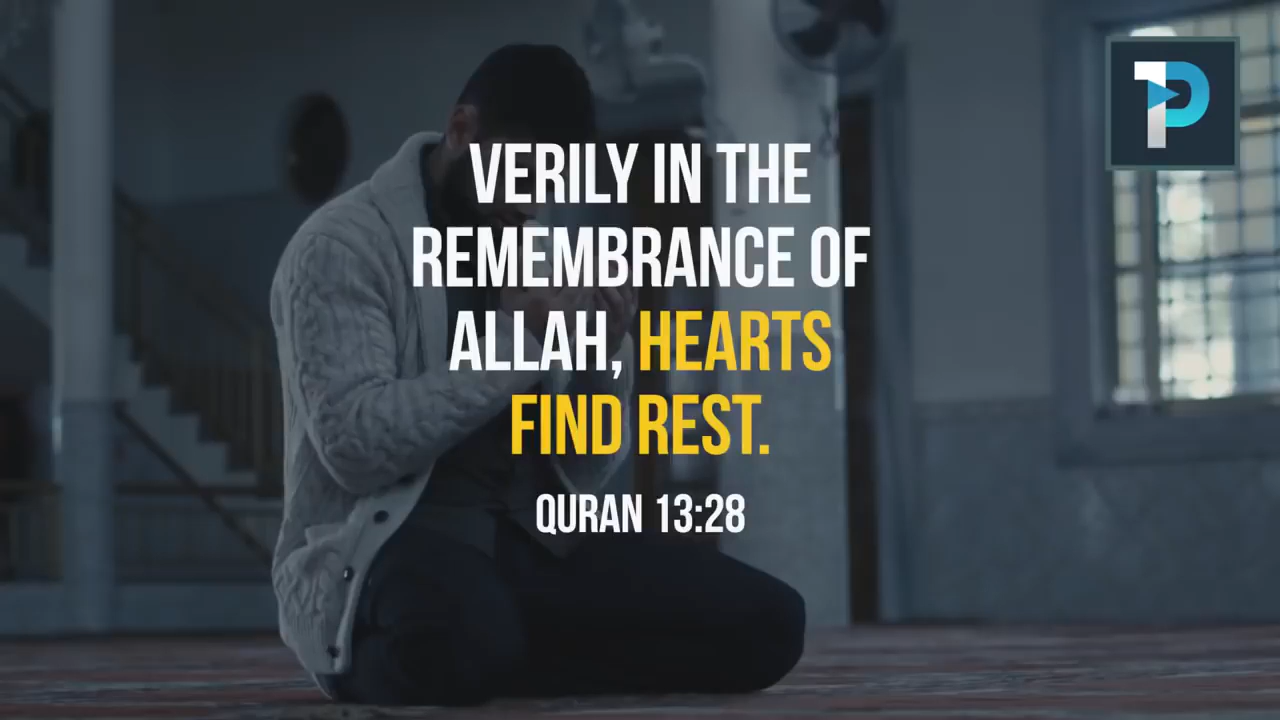 VERILY IN THE
REMEMBRANCE OF
ALLAH, HEARTS
FIND REST.
QURAN 13:28